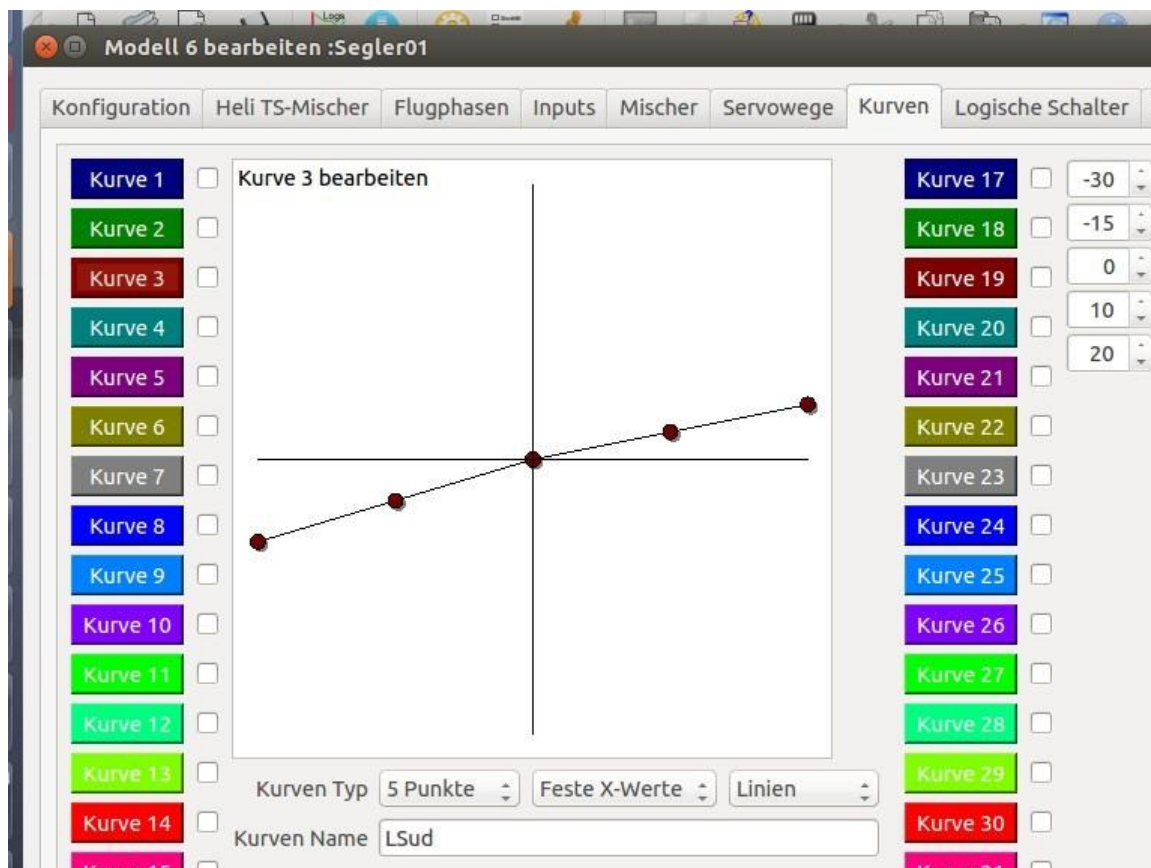 Logs
Modell 6 bearbeiten :Segler01
Konfiguration Heli TS-Mischer Flugphasen Inputs Mischer Servowege Kurven Logische Schalter
Kurve 1
Kurve 2
Kurve 3
Kurve 4
Kurve 5
Kurve 6
Kurve 7
Kurve 8
Kurve 9
Kurve 10
Kurve 11
Kurve 12
Kurve 13
Kurve 14
Kurve 3 bearbeiten
Kurven Typ 5 Punkte Feste X-Werte Linien
Kurven Name LSud
Kurve 17
Kurve 18
Kurve 19
Kurve 20
Kurve 21
Kurve 22
Kurve 23
Kurve 24
Kurve 25
Kurve 26
Kurve 27
Kurve 28
Kurve 29
Kurve 30
-30
-15
0
10
20